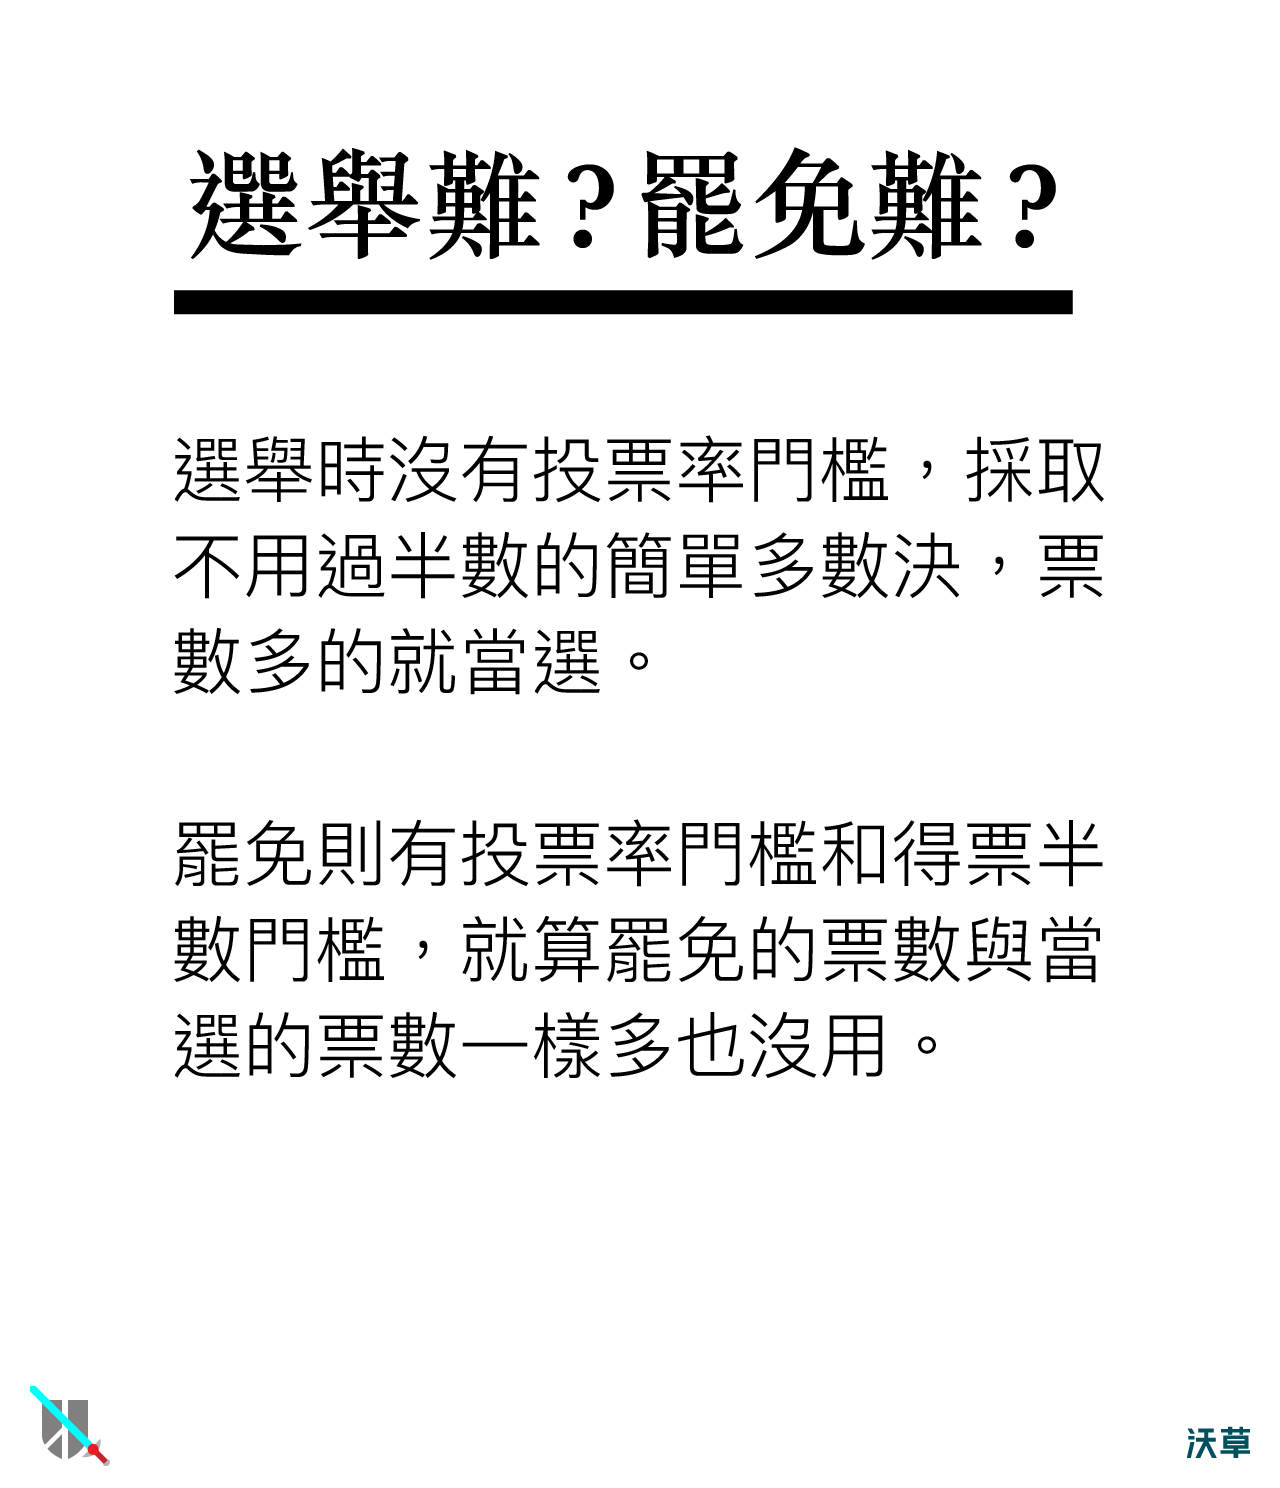 選舉難?罷免難?
選舉時沒有投票率門檻，採取
不用過半數的簡單多數決，票
數多的就當選。
罷免則有投票率門檻和得票半
數門檻，就算罷免的票數與當
選的票數一樣多也沒用。
沃草